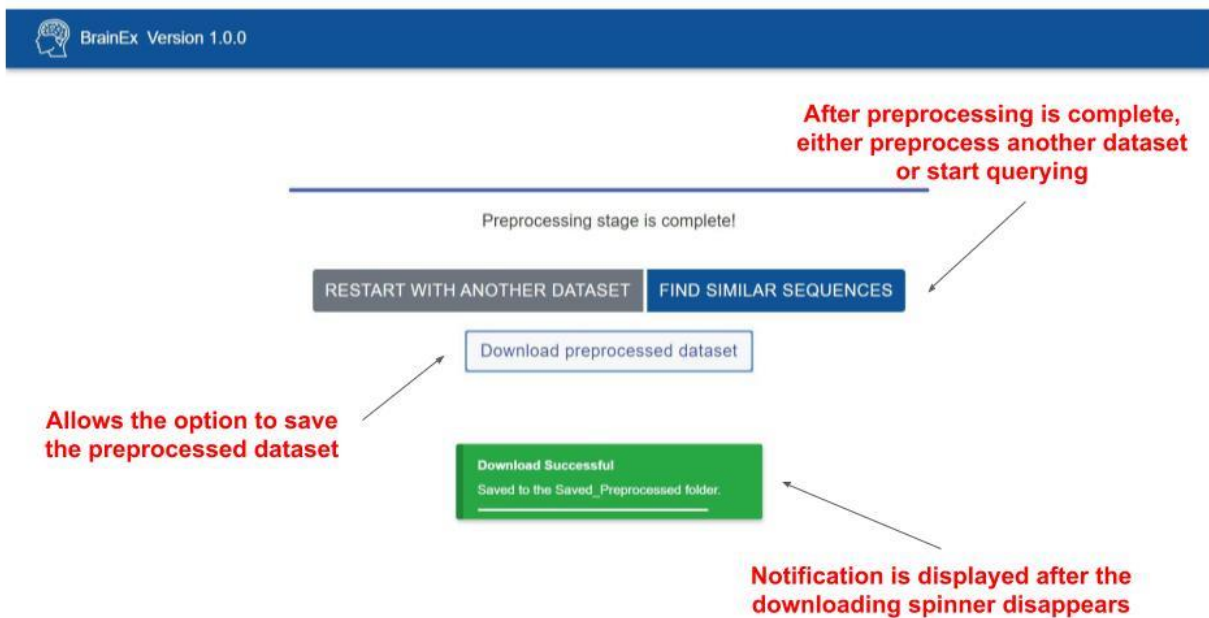 BrainEx Version 1.0.0
After preprocessing is complete,
either preprocess another dataset
or start querying
Preprocessing stage is complete!
RESTART WITH ANOTHER DATASET
FIND SIMILAR SEQUENCES
Download preprocessed dataset
Allows the option to save
the preprocessed dataset
Download Successful
Saved to the Saved_Preprocessed folder.
Notification is displayed after the
downloading spinner disappears